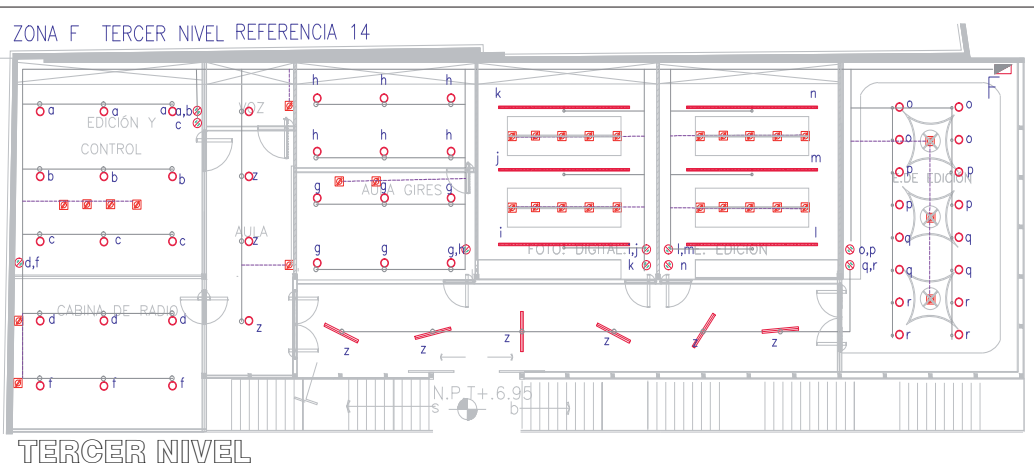 ZONA F TERCER NIVEL REFERENCIA 14
h h h
k n
a a a a,b VOZ o o
EDICIÓN Y c
CONTROL h h h o o
j m
b b b z g g g p p
AULA GIRES E.DE EDICION
p p
AULA i l
c c c z g g g,h FOTO. DIGITAL. i,j l,m E. EDICIÓN o,p q q
d,f k n q,r q q
CABINA DE RADIO r r
d d d z
z z z z z z r r
f f f
N.P.T+.6.95
s b
TERCER NIVEL